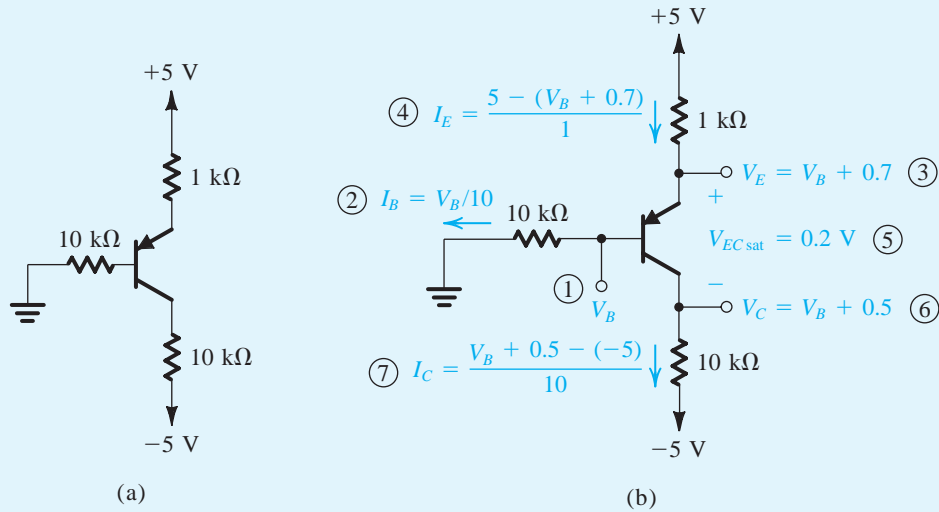 +5 V
1 kΩ
10 kΩ
10 kΩ
−5 V
(a)
+5 V
④ I_E = (5 − (V_B + 0.7))/1
1 kΩ
V_E = V_B + 0.7 ③
② I_B = V_B/10
10 kΩ
+
V_EC sat = 0.2 V ⑤
−
① V_B
V_C = V_B + 0.5 ⑥
⑦ I_C = (V_B + 0.5 − (−5))/10
10 kΩ
−5 V
(b)